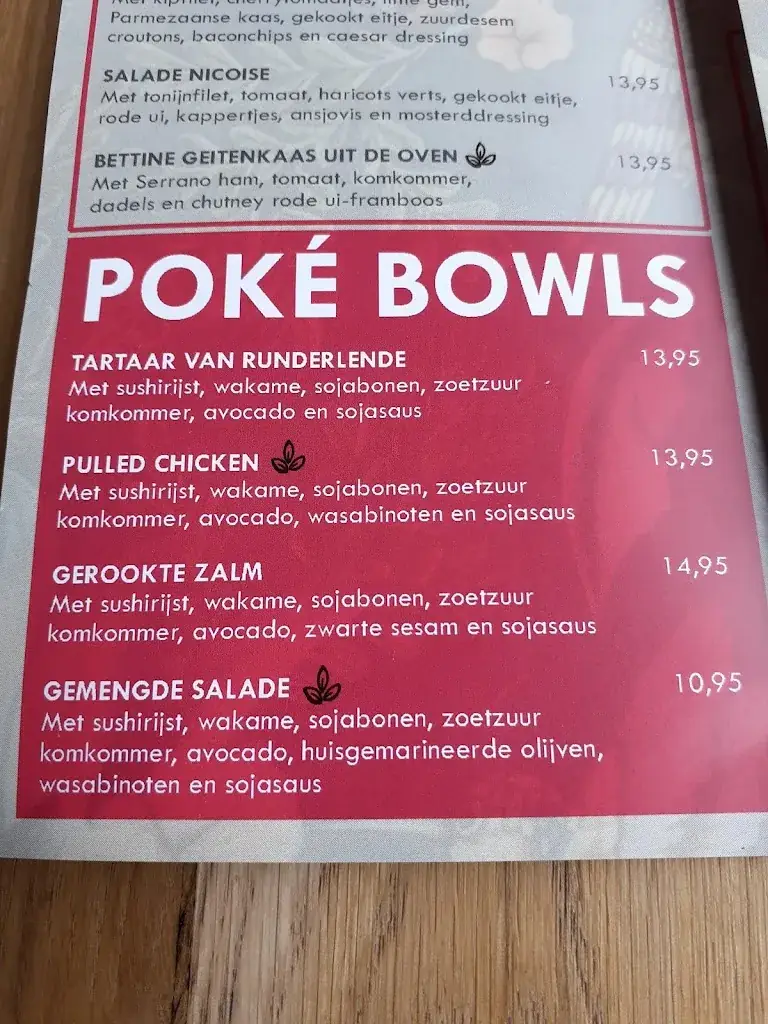 Met kipfilet, cherrytomaatjes, little gem,
Parmezaanse kaas, gekookt eitje, zuurdesem
croutons, baconchips en caesar dressing
SALADE NICOISE 13,95
Met tonijnfilet, tomaat, haricots verts, gekookt eitje,
rode ui, kappertjes, ansjovis en mosterddressing
BETTINE GEITENKAAS UIT DE OVEN 13,95
Met Serrano ham, tomaat, komkommer,
dadels en chutney rode ui-framboos
POKÉ BOWLS
TARTAAR VAN RUNDERLENDE 13,95
Met sushirijst, wakame, sojabonen, zoetzuur
komkommer, avocado en sojasaus
PULLED CHICKEN 13,95
Met sushirijst, wakame, sojabonen, zoetzuur
komkommer, avocado, wasabinoten en sojasaus
GEROOKTE ZALM 14,95
Met sushirijst, wakame, sojabonen, zoetzuur
komkommer, avocado, zwarte sesam en sojasaus
GEMENGDE SALADE 10,95
Met sushirijst, wakame, sojabonen, zoetzuur
komkommer, avocado, huisgemarineerde olijven,
wasabinoten en sojasaus